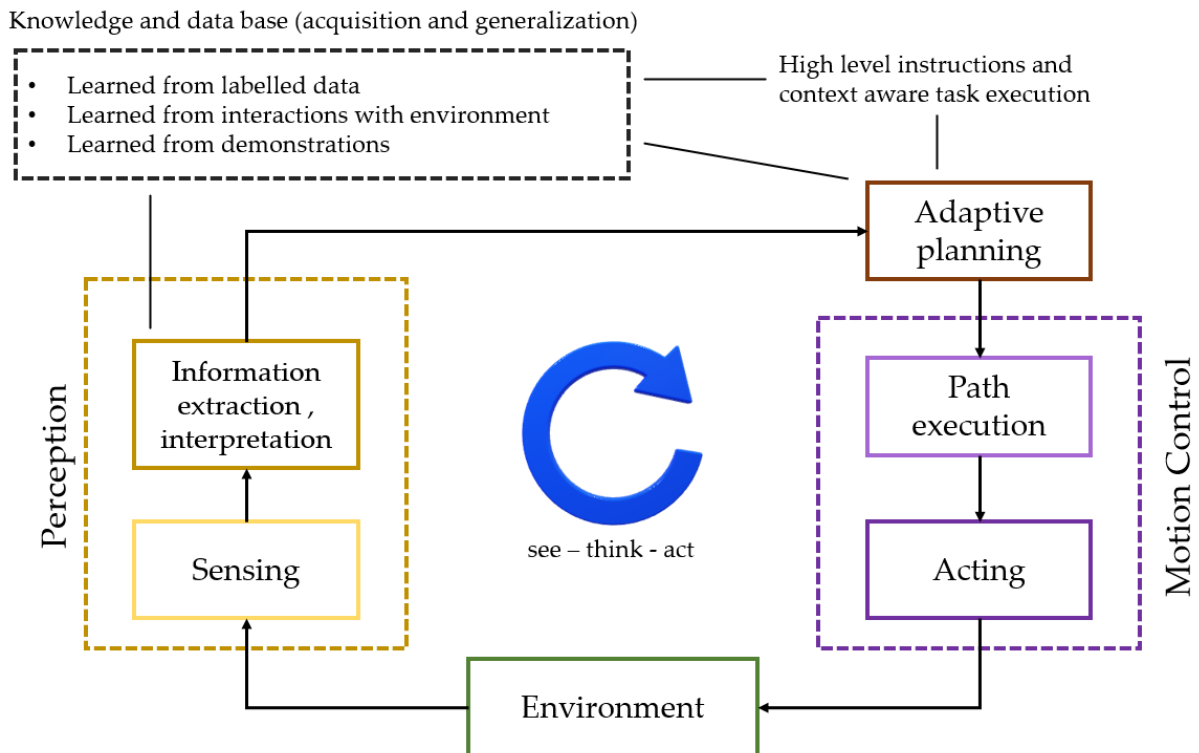 Knowledge and data base (acquisition and generalization)
• Learned from labelled data
• Learned from interactions with environment
• Learned from demonstrations
High level instructions and
context aware task execution
Adaptive
planning
Perception
Information
extraction ,
interpretation
Sensing
see – think - act
Path
execution
Acting
Motion Control
Environment